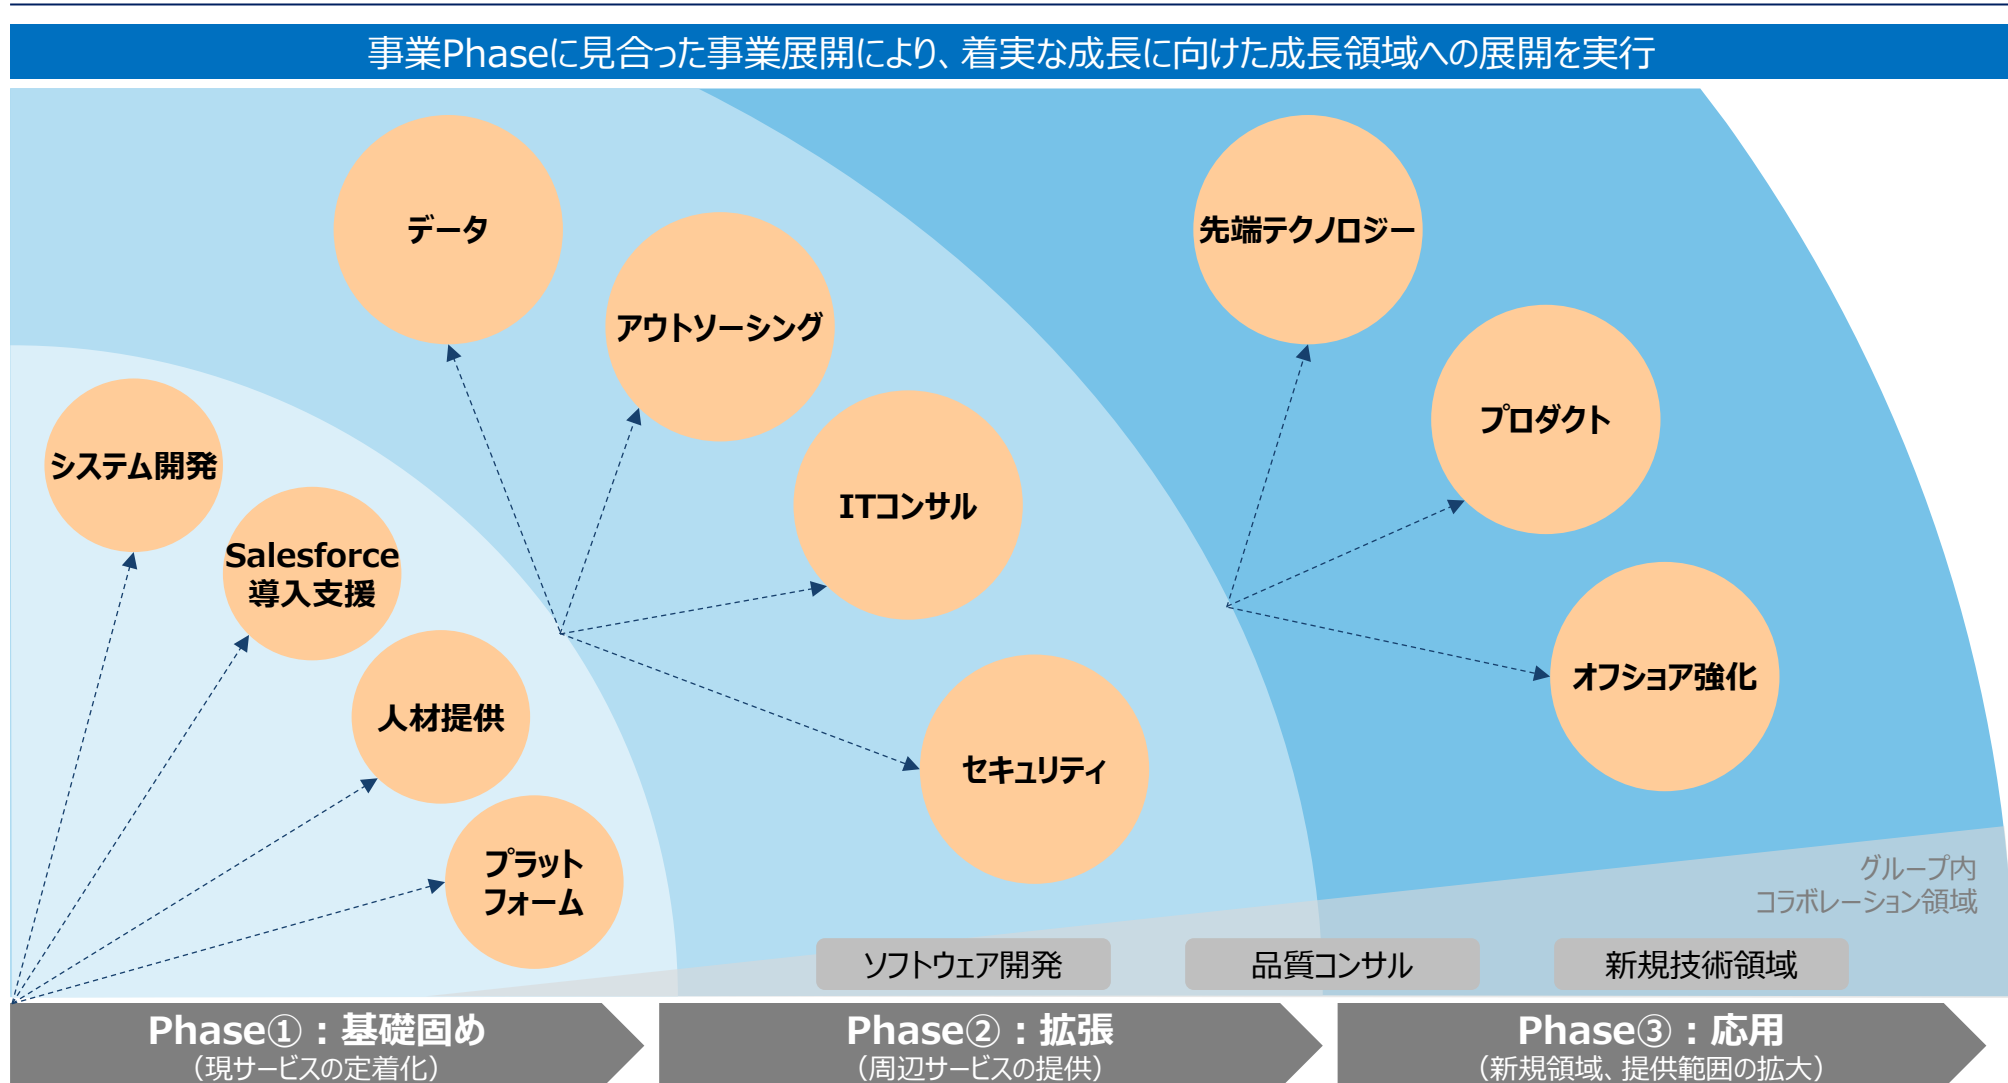 事業Phaseに見合った事業展開により、着実な成長に向けた成長領域への展開を実行
データ
アウトソーシング
ITコンサル
セキュリティ
先端テクノロジー
プロダクト
オフショア強化
システム開発
Salesforce
導入支援
人材提供
プラット
フォーム
グループ内
コラボレーション領域
ソフトウェア開発
品質コンサル
新規技術領域
Phase①：基礎固め
（現サービスの定着化）
Phase②：拡張
（周辺サービスの提供）
Phase③：応用
（新規領域、提供範囲の拡大）